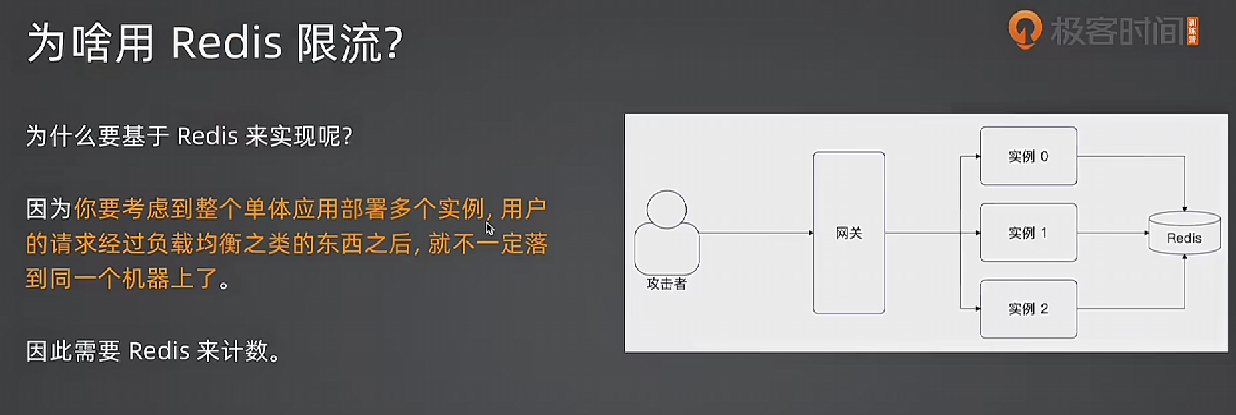 为啥用 Redis 限流?
极客时间
训练营
为什么要基于 Redis 来实现呢?
因为你要考虑到整个单体应用部署多个实例, 用户
的请求经过负载均衡之类的东西之后, 就不一定落
到同一个机器上了。
因此需要 Redis 来计数。
攻击者
网关
实例 0
实例 1
实例 2
Redis